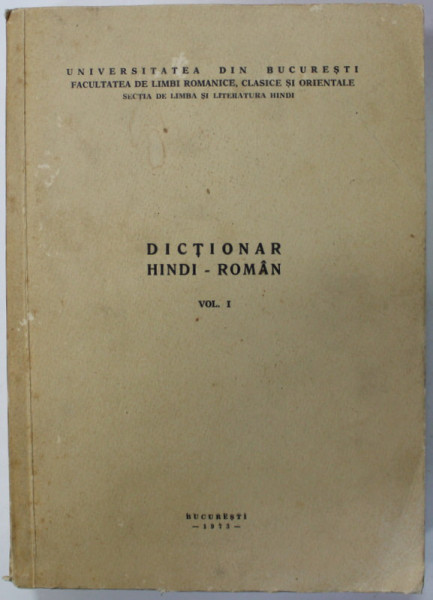 UNIVERSITATEA DIN BUCUREŞTI
FACULTATEA DE LIMBI ROMANICE, CLASICE ŞI ORIENTALE
SECŢIA DE LIMBA ŞI LITERATURA HINDI
DICŢIONAR
HINDI - ROMÂN
VOL. I
BUCUREŞTI
— 1973 —